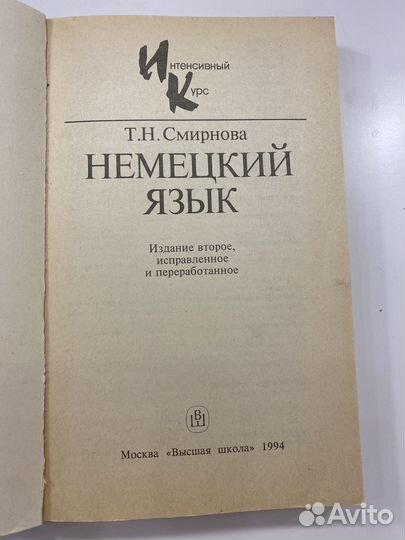 Интенсивный
Курс
Т.Н. Смирнова
НЕМЕЦКИЙ
ЯЗЫК
Издание второе,
исправленное
и переработанное
ВШ
Москва «Высшая школа» 1994
Avito